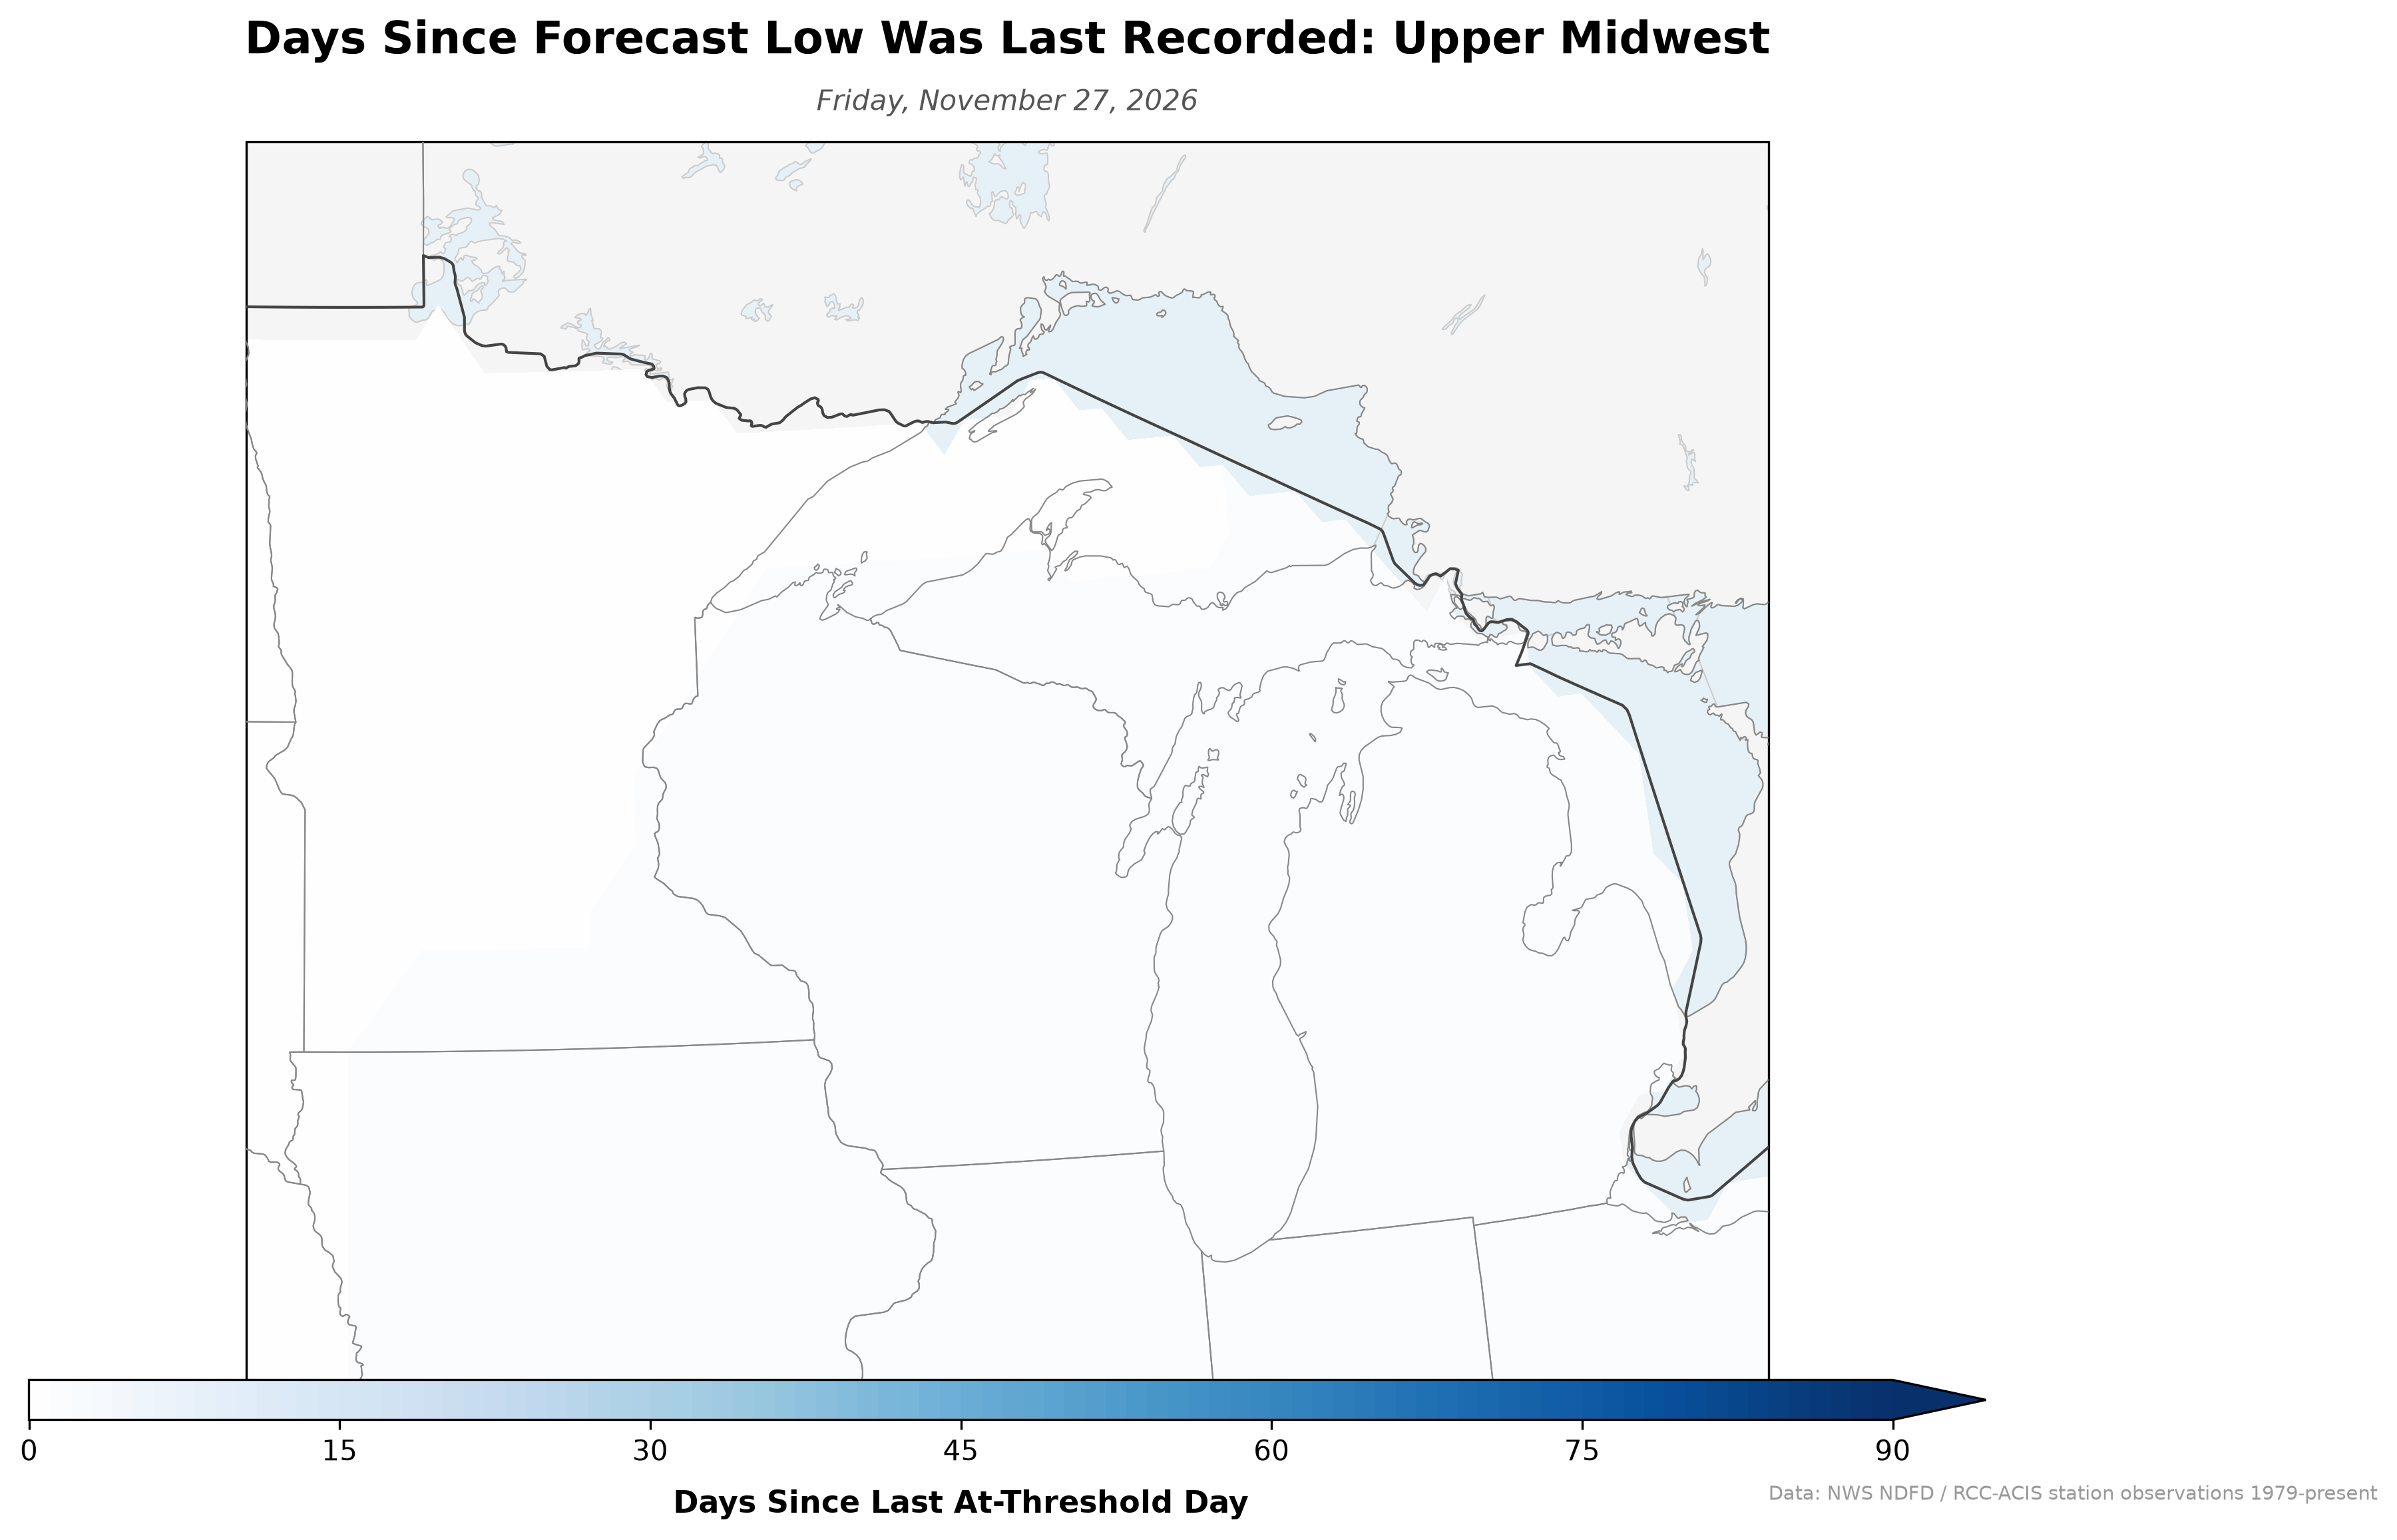 Days Since Forecast Low Was Last Recorded: Upper Midwest
Friday, November 27, 2026
0 15 30 45 60 75 90
Days Since Last At-Threshold Day
Data: NWS NDFD / RCC-ACIS station observations 1979-present